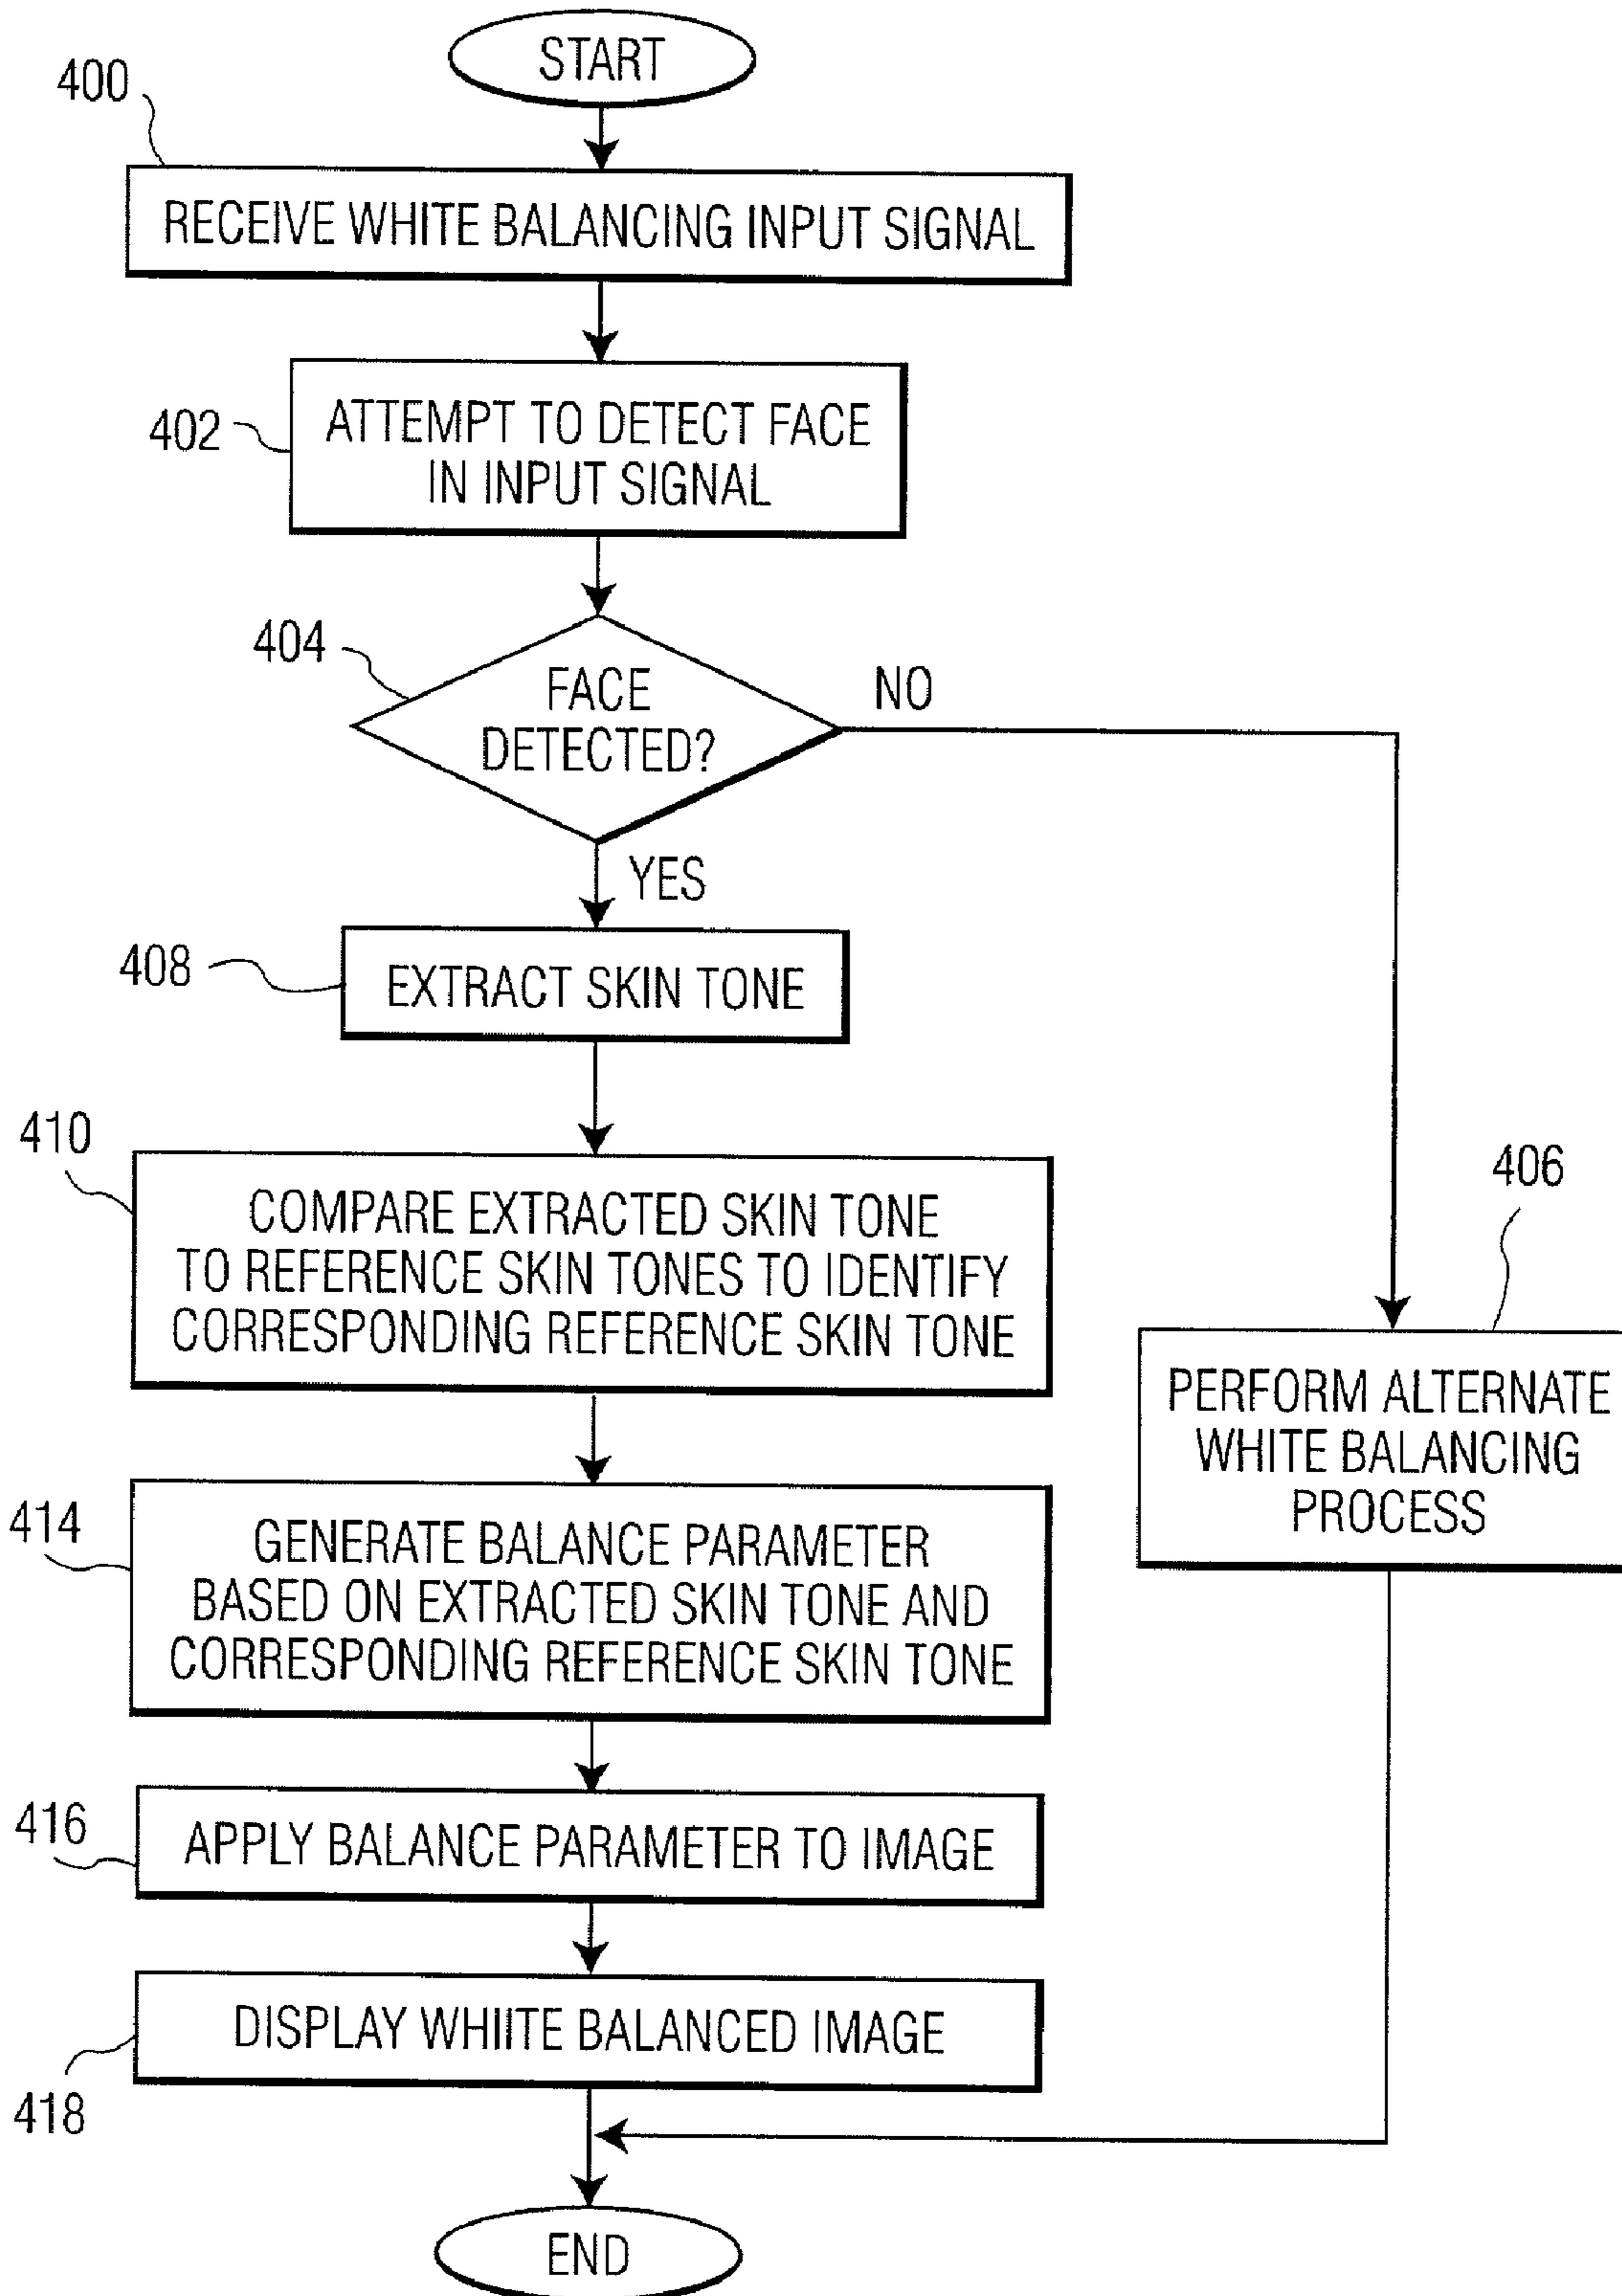 START
400
RECEIVE WHITE BALANCING INPUT SIGNAL
402
ATTEMPT TO DETECT FACE
IN INPUT SIGNAL
404
FACE
DETECTED?
NO
YES
408
EXTRACT SKIN TONE
410
COMPARE EXTRACTED SKIN TONE
TO REFERENCE SKIN TONES TO IDENTIFY
CORRESPONDING REFERENCE SKIN TONE
406
PERFORM ALTERNATE
WHITE BALANCING
PROCESS
414
GENERATE BALANCE PARAMETER
BASED ON EXTRACTED SKIN TONE AND
CORRESPONDING REFERENCE SKIN TONE
416
APPLY BALANCE PARAMETER TO IMAGE
418
DISPLAY WHIITE BALANCED IMAGE
END